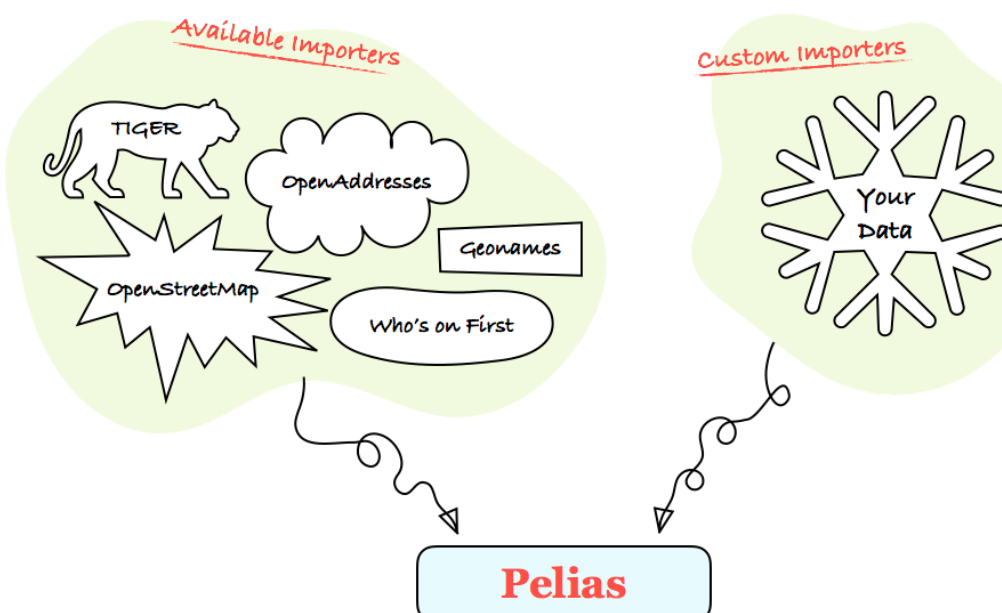 Available Importers
Custom Importers
TIGER
OpenAddresses
Your
Data
Geonames
OpenStreetMap
Who's on First
Pelias